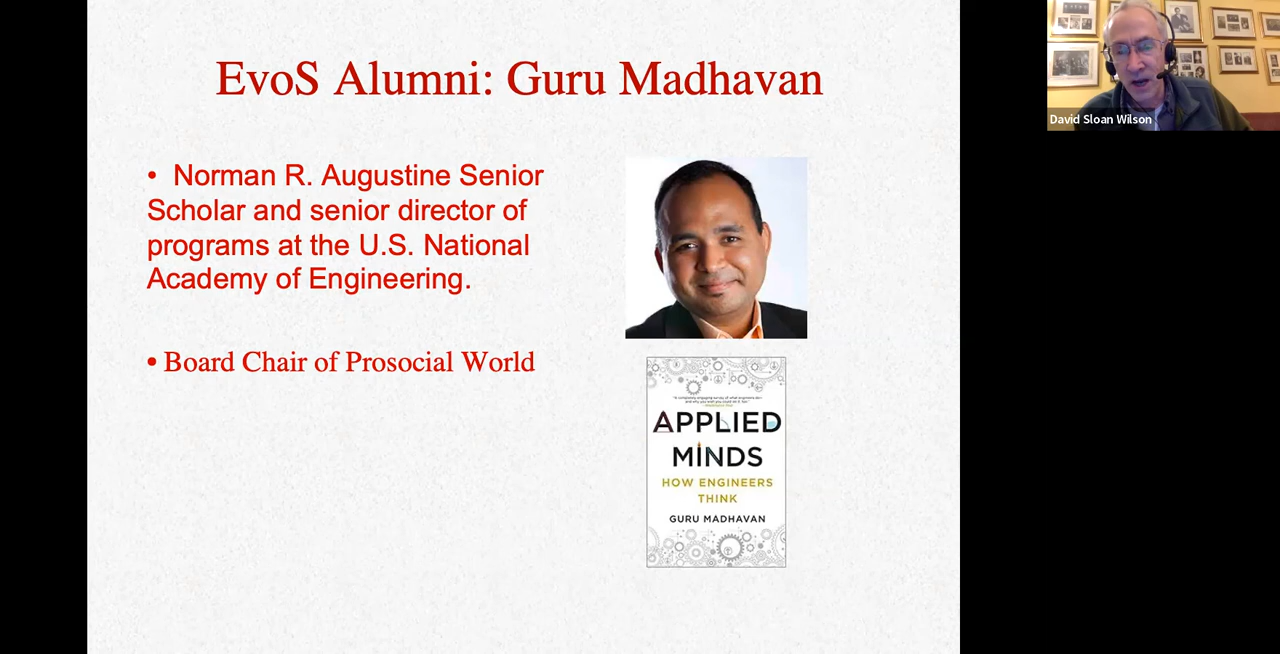 EvoS Alumni: Guru Madhavan
• Norman R. Augustine Senior
Scholar and senior director of
programs at the U.S. National
Academy of Engineering.
• Board Chair of Prosocial World
APPLIED
MINDS
HOW ENGINEERS
THINK
GURU MADHAVAN
David Sloan Wilson